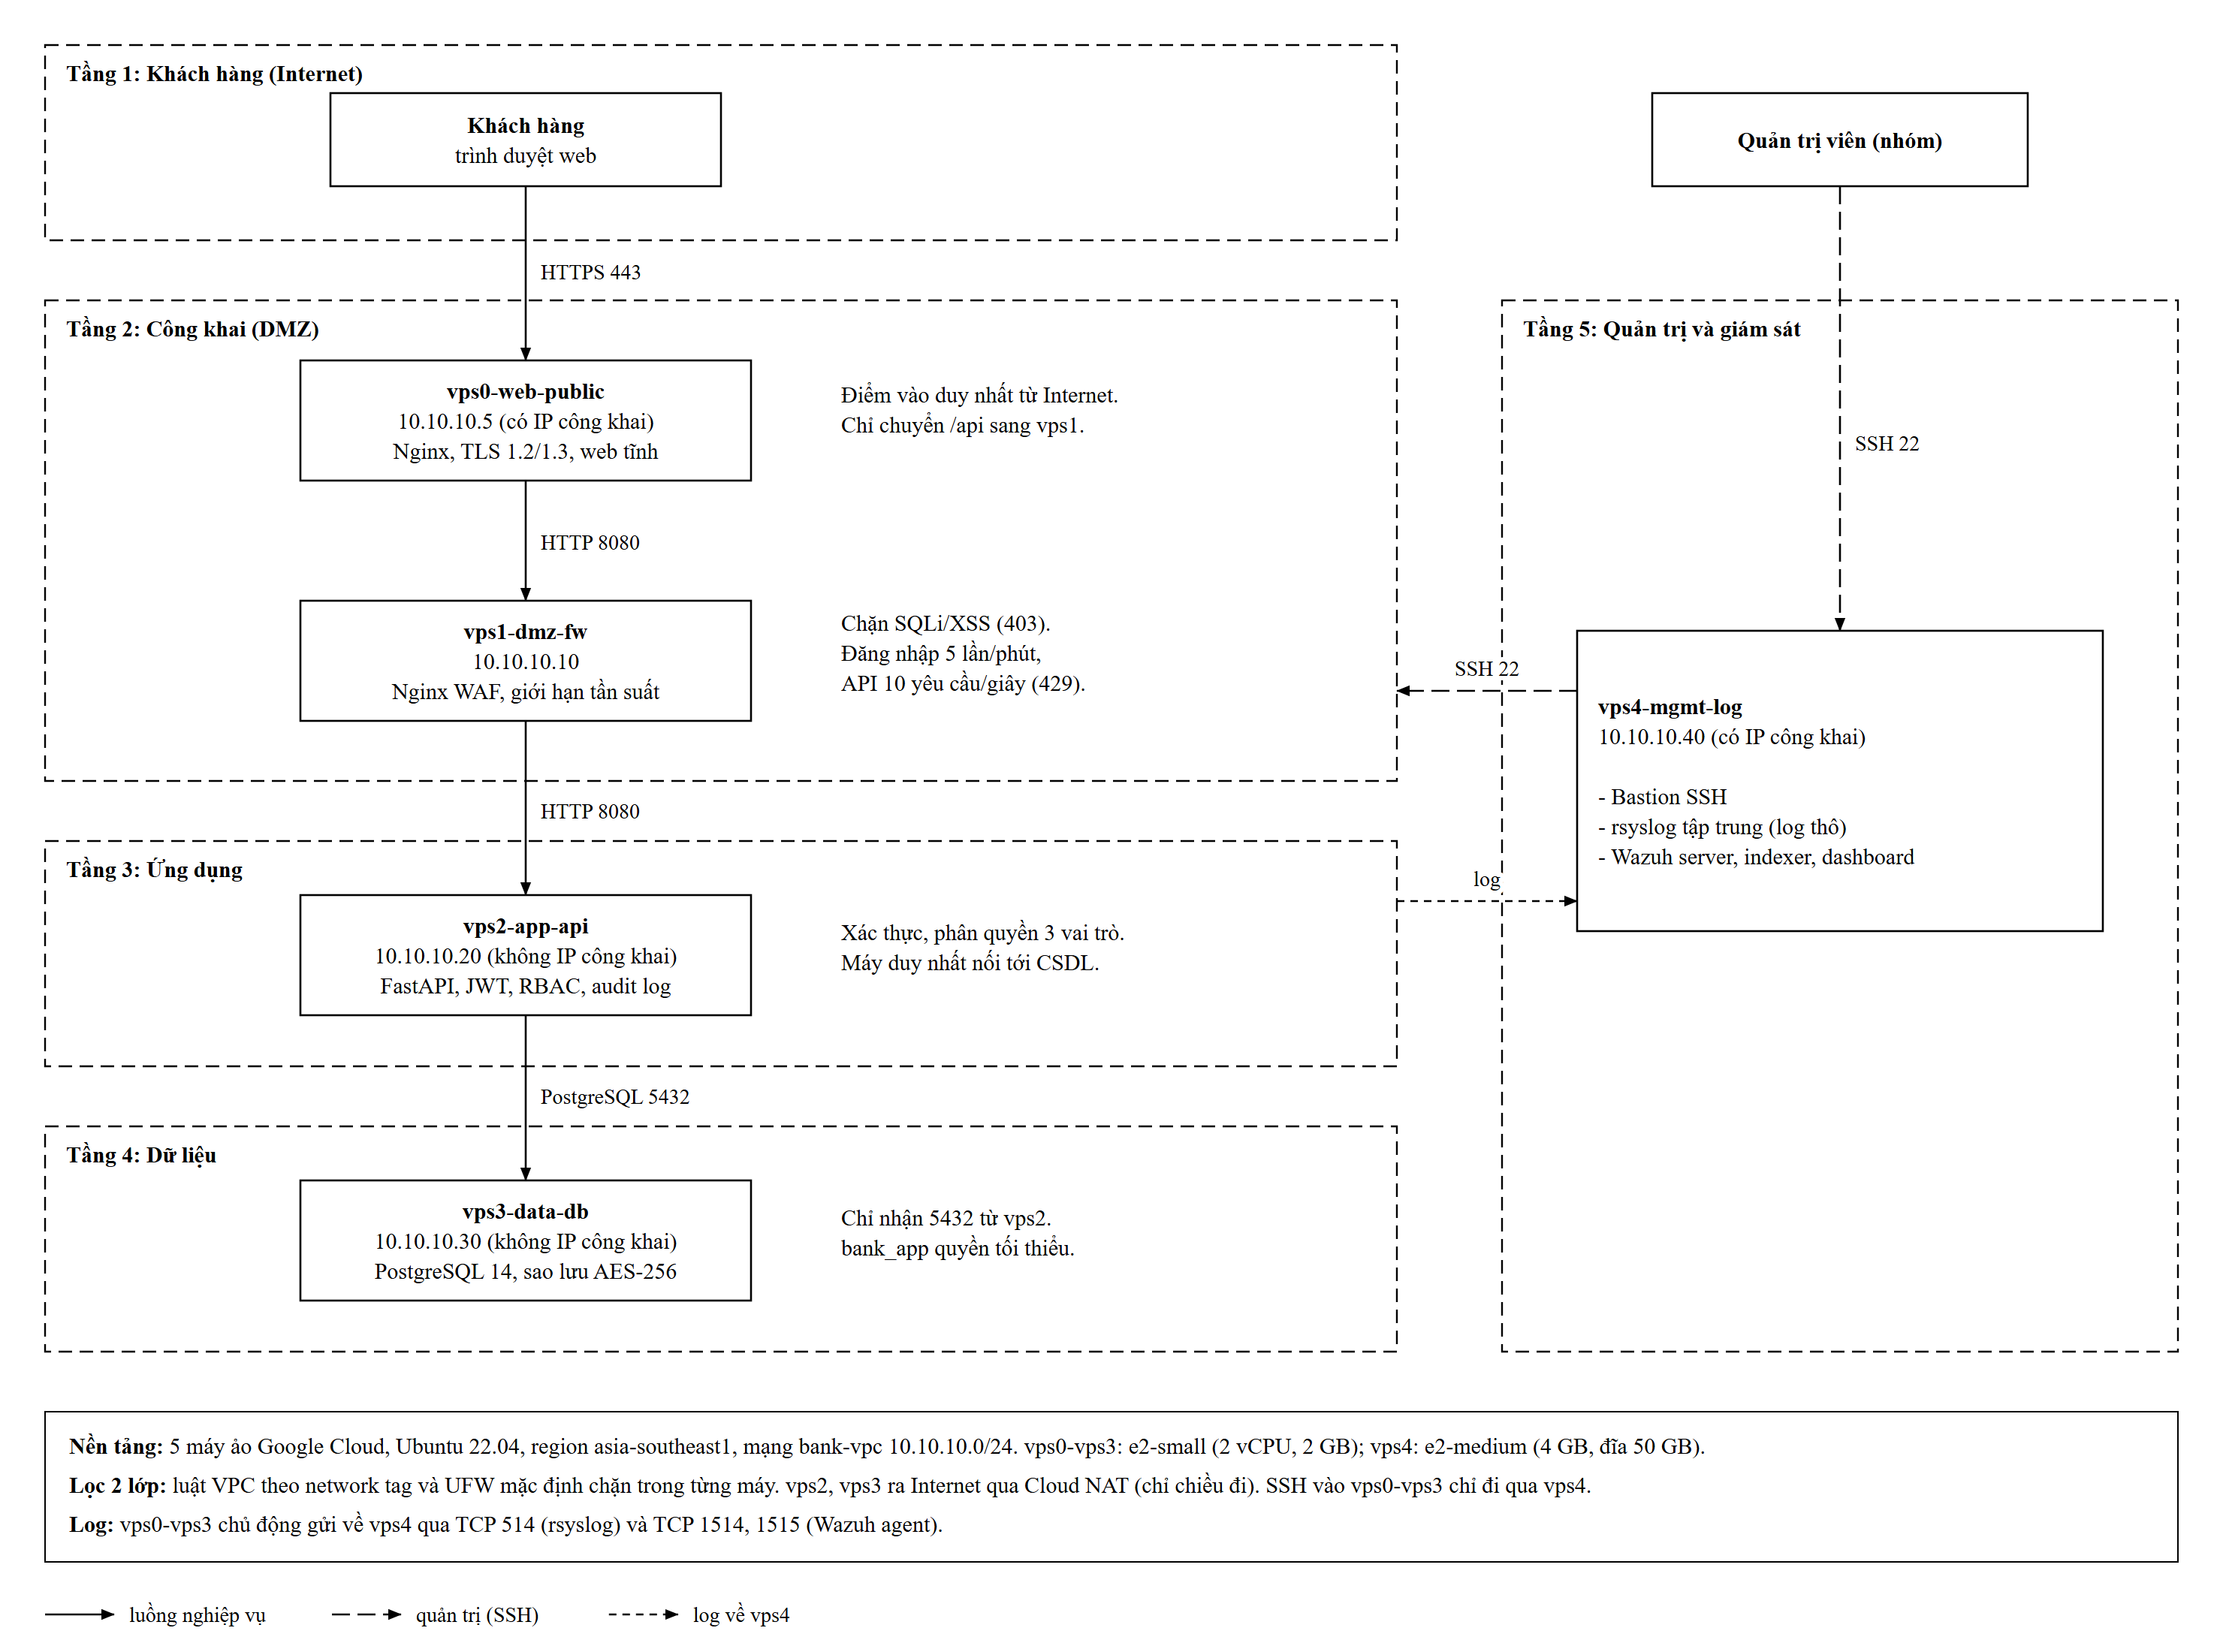 Tầng 1: Khách hàng (Internet)
Khách hàng
trình duyệt web
Quản trị viên (nhóm)
HTTPS 443
Tầng 2: Công khai (DMZ)
vps0-web-public
10.10.10.5 (có IP công khai)
Nginx, TLS 1.2/1.3, web tĩnh
Điểm vào duy nhất từ Internet.
Chỉ chuyển /api sang vps1.
HTTP 8080
vps1-dmz-fw
10.10.10.10
Nginx WAF, giới hạn tần suất
Chặn SQLi/XSS (403).
Đăng nhập 5 lần/phút,
API 10 yêu cầu/giây (429).
HTTP 8080
Tầng 3: Ứng dụng
vps2-app-api
10.10.10.20 (không IP công khai)
FastAPI, JWT, RBAC, audit log
Xác thực, phân quyền 3 vai trò.
Máy duy nhất nối tới CSDL.
PostgreSQL 5432
Tầng 4: Dữ liệu
vps3-data-db
10.10.10.30 (không IP công khai)
PostgreSQL 14, sao lưu AES-256
Chỉ nhận 5432 từ vps2.
bank_app quyền tối thiểu.
Tầng 5: Quản trị và giám sát
SSH 22
SSH 22
vps4-mgmt-log
10.10.10.40 (có IP công khai)
- Bastion SSH
- rsyslog tập trung (log thô)
- Wazuh server, indexer, dashboard
log
Nền tảng: 5 máy ảo Google Cloud, Ubuntu 22.04, region asia-southeast1, mạng bank-vpc 10.10.10.0/24. vps0-vps3: e2-small (2 vCPU, 2 GB); vps4: e2-medium (4 GB, đĩa 50 GB).
Lọc 2 lớp: luật VPC theo network tag và UFW mặc định chặn trong từng máy. vps2, vps3 ra Internet qua Cloud NAT (chỉ chiều đi). SSH vào vps0-vps3 chỉ đi qua vps4.
Log: vps0-vps3 chủ động gửi về vps4 qua TCP 514 (rsyslog) và TCP 1514, 1515 (Wazuh agent).
luồng nghiệp vụ
quản trị (SSH)
log về vps4